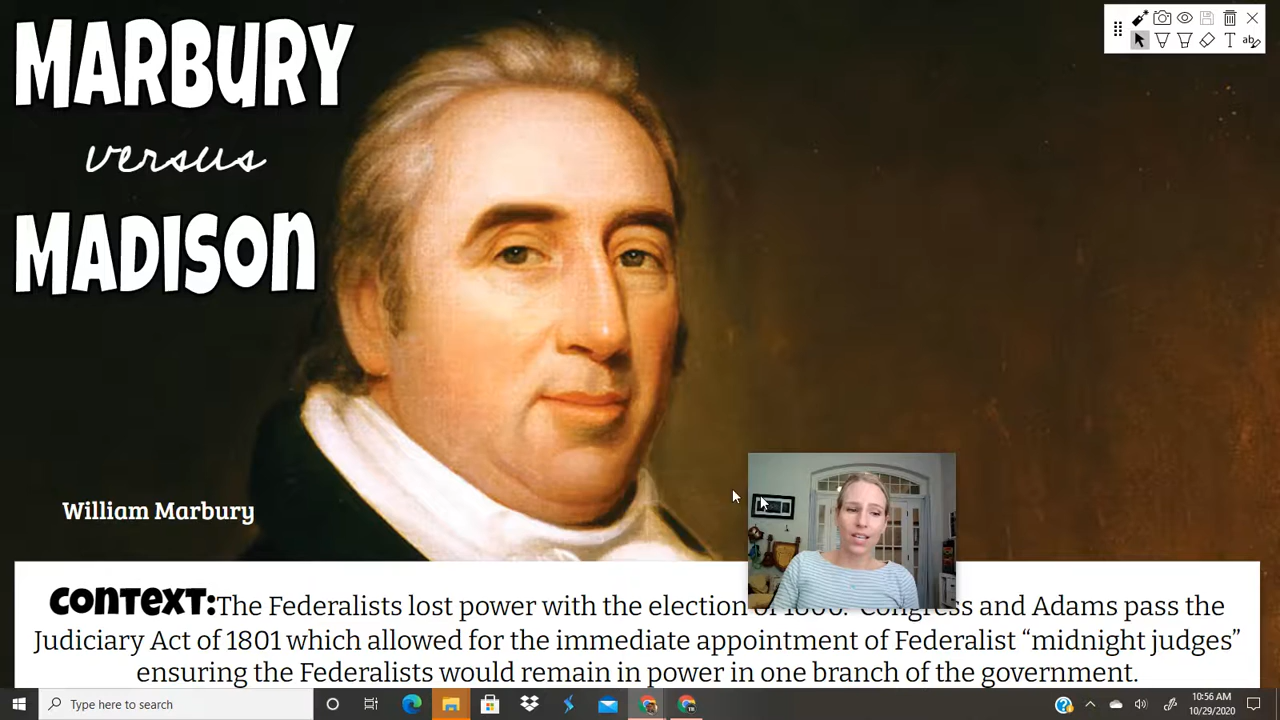 MARBURY
versus
MADISON
William Marbury
CONTEXT: The Federalists lost power with the election of 1800. Congress and Adams pass the
Judiciary Act of 1801 which allowed for the immediate appointment of Federalist “midnight judges”
ensuring the Federalists would remain in power in one branch of the government.
Type here to search
10:56 AM
10/29/2020